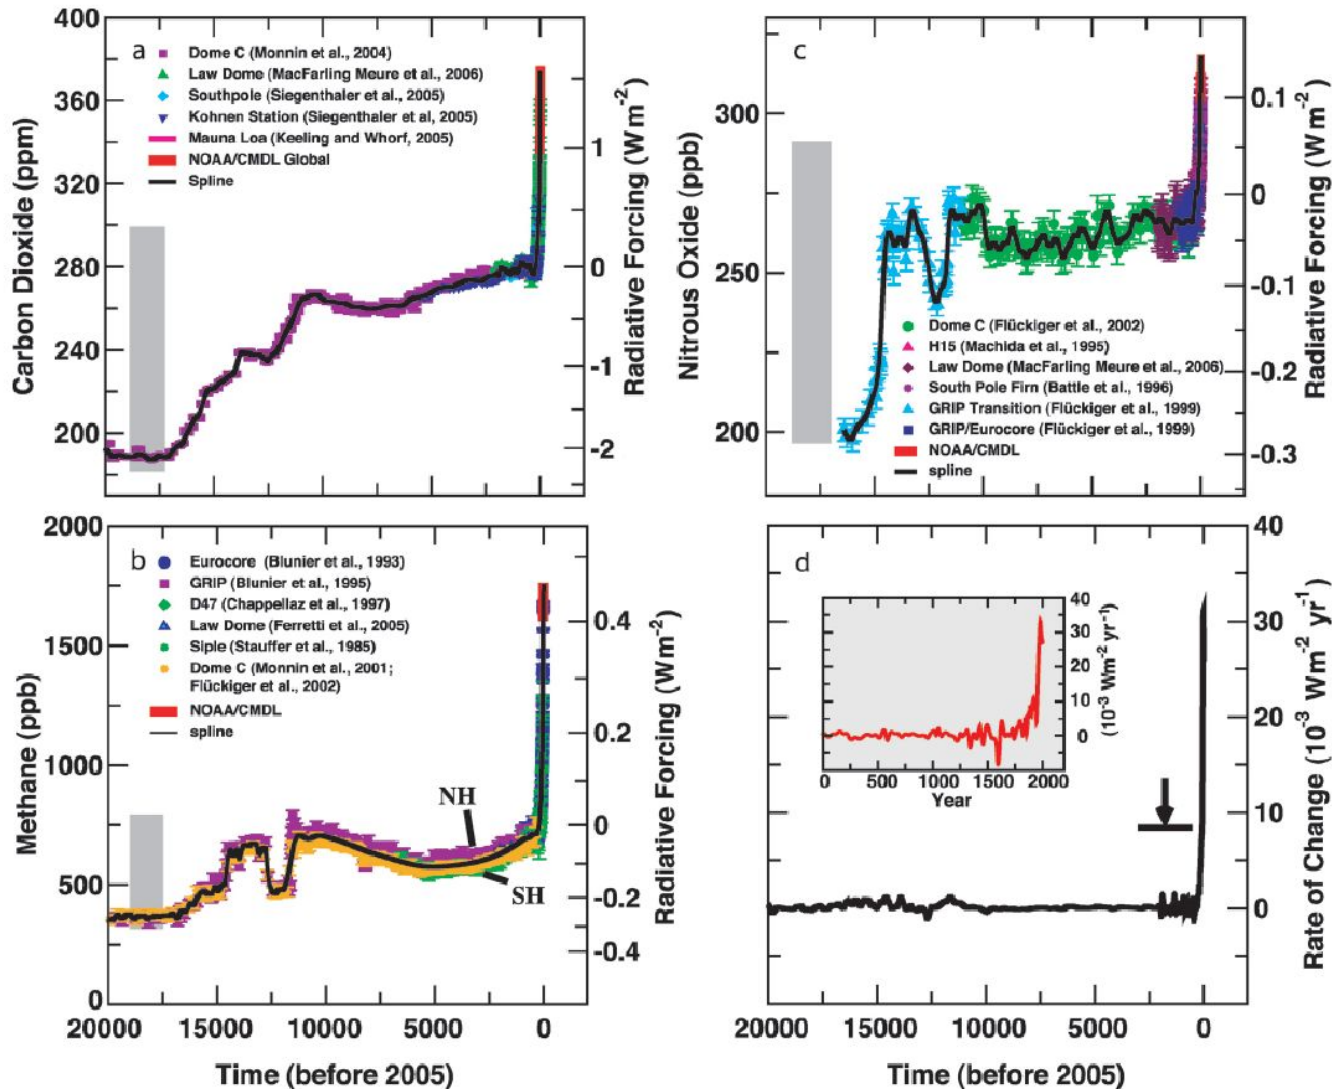 a
Dome C (Monnin et al., 2004)
Law Dome (MacFarling Meure et al., 2006)
Southpole (Siegenthaler et al., 2005)
Kohnen Station (Siegenthaler et al, 2005)
Mauna Loa (Keeling and Whorf, 2005)
NOAA/CMDL Global
Spline
400
360
320
280
240
200
Carbon Dioxide (ppm)
1
0
-1
-2
Radiative Forcing (Wm-2)
c
300
250
200
Nitrous Oxide (ppb)
Dome C (Flückiger et al., 2002)
H15 (Machida et al., 1995)
Law Dome (MacFarling Meure et al., 2006)
South Pole Firn (Battle et al., 1996)
GRIP Transition (Flückiger et al., 1999)
GRIP/Eurocore (Flückiger et al., 1999)
NOAA/CMDL
spline
0.1
0
-0.1
-0.2
-0.3
Radiative Forcing (Wm-2)
b
Eurocore (Blunier et al., 1993)
GRIP (Blunier et al., 1995)
D47 (Chappellaz et al., 1997)
Law Dome (Ferretti et al., 2005)
Siple (Stauffer et al., 1985)
Dome C (Monnin et al., 2001;
Flückiger et al., 2002)
NOAA/CMDL
spline
2000
1500
1000
500
0
Methane (ppb)
NH
SH
0.4
0.2
0
-0.2
-0.4
Radiative Forcing (Wm-2)
20000 15000 10000 5000 0
Time (before 2005)
d
40
30
20
10
0
(10-3 Wm-2 yr-1)
0 500 1000 1500 2000
Year
40
30
20
10
0
Rate of Change (10-3 Wm-2 yr-1)
20000 15000 10000 5000 0
Time (before 2005)